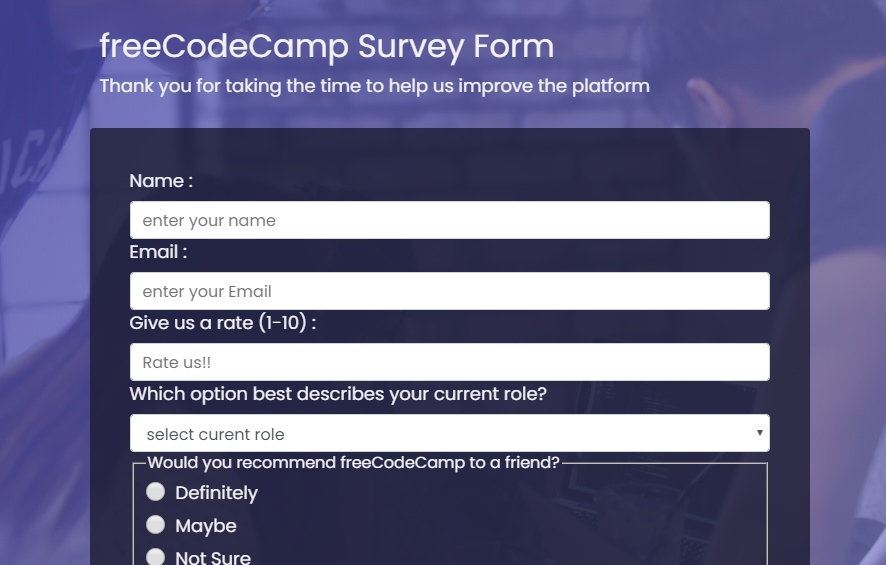 freeCodeCamp Survey Form
Thank you for taking the time to help us improve the platform
Name :
enter your name
Email :
enter your Email
Give us a rate (1-10) :
Rate us!!
Which option best describes your current role?
select curent role
Would you recommend freeCodeCamp to a friend?
Definitely
Maybe
Not Sure